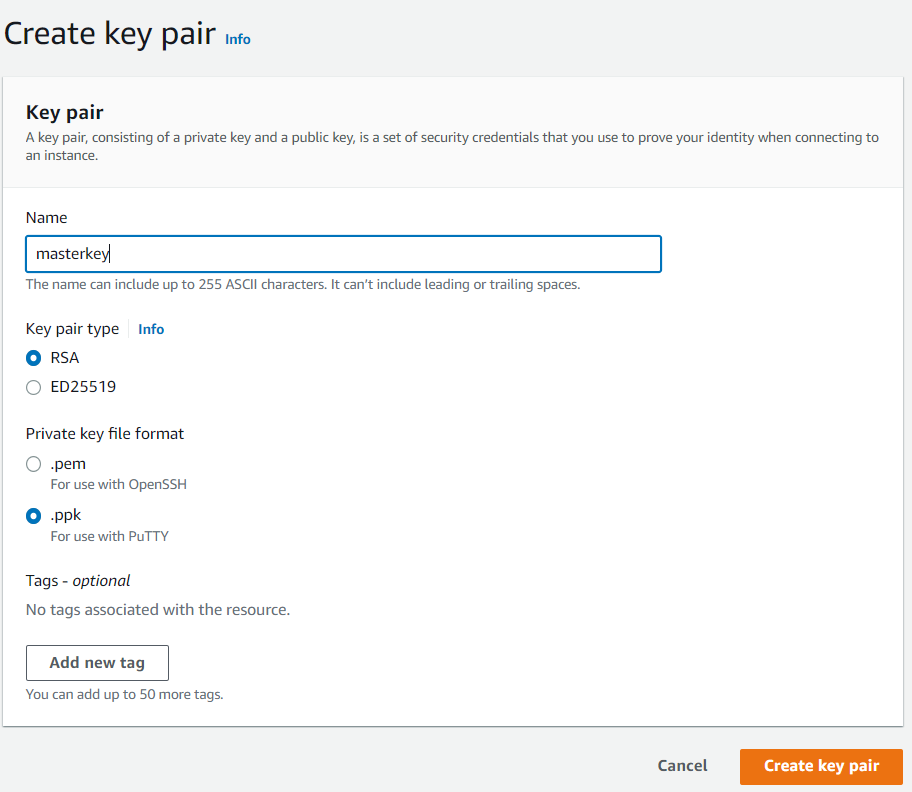 Create key pair Info
Key pair
A key pair, consisting of a private key and a public key, is a set of security credentials that you use to prove your identity when connecting to
an instance.
Name
masterkey
The name can include up to 255 ASCII characters. It can't include leading or trailing spaces.
Key pair type Info
RSA
ED25519
Private key file format
.pem
For use with OpenSSH
.ppk
For use with PuTTY
Tags - optional
No tags associated with the resource.
Add new tag
You can add up to 50 more tags.
Cancel Create key pair